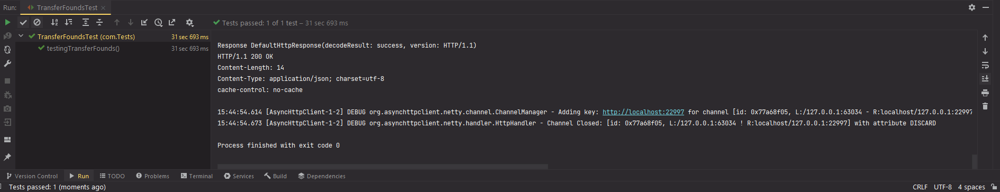 Run: TransferFoundsTest
Tests passed: 1 of 1 test – 31 sec 693 ms
TransferFoundsTest (com.Tests) 31 sec 693 ms
testingTransferFounds() 31 sec 693 ms
Response DefaultHttpResponse(decodeResult: success, version: HTTP/1.1)
HTTP/1.1 200 OK
Content-Length: 14
Content-Type: application/json; charset=utf-8
cache-control: no-cache
15:44:54.614 [AsyncHttpClient-1-2] DEBUG org.asynchttpclient.netty.channel.ChannelManager - Adding key: http://localhost:22997 for channel [id: 0x77a68f05, L:/127.0.0.1:63034 - R:localhost/127.0.0.1:22997
15:44:54.673 [AsyncHttpClient-1-2] DEBUG org.asynchttpclient.netty.handler.HttpHandler - Channel Closed: [id: 0x77a68f05, L:/127.0.0.1:63034 ! R:localhost/127.0.0.1:22997] with attribute DISCARD
Process finished with exit code 0
Version Control Run TODO Problems Terminal Services Build Dependencies
Tests passed: 1 (moments ago) CRLF UTF-8 4 spaces